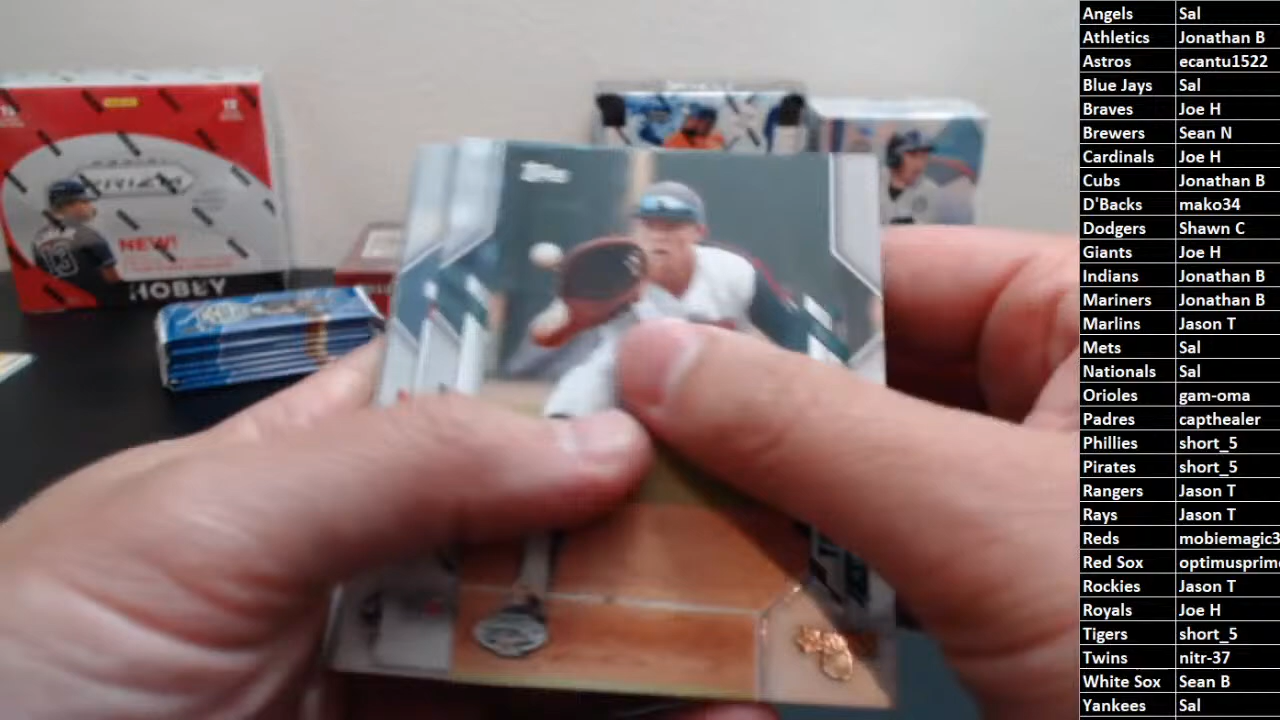 Angels Sal
Athletics Jonathan B
Astros ecantu1522
Blue Jays Sal
Braves Joe H
Brewers Sean N
Cardinals Joe H
Cubs Jonathan B
D'Backs mako34
Dodgers Shawn C
Giants Joe H
Indians Jonathan B
Mariners Jonathan B
Marlins Jason T
Mets Sal
Nationals Sal
Orioles gam-oma
Padres capthealer
Phillies short_5
Pirates short_5
Rangers Jason T
Rays Jason T
Reds mobiemagic3
Red Sox optimusprime
Rockies Jason T
Royals Joe H
Tigers short_5
Twins nitr-37
White Sox Sean B
Yankees Sal
PRIZM
NEW!
HOBBY
Topps